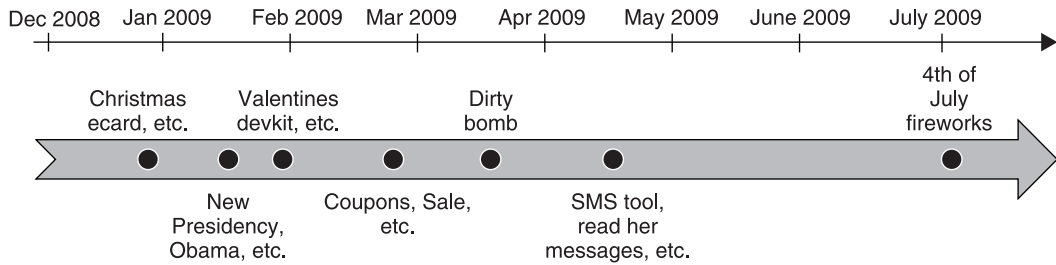 Dec 2008 Jan 2009 Feb 2009 Mar 2009 Apr 2009 May 2009 June 2009 July 2009
Christmas
ecard, etc.
Valentines
devkit, etc.
Dirty
bomb
4th of
July
fireworks
New
Presidency,
Obama, etc.
Coupons, Sale,
etc.
SMS tool,
read her
messages, etc.